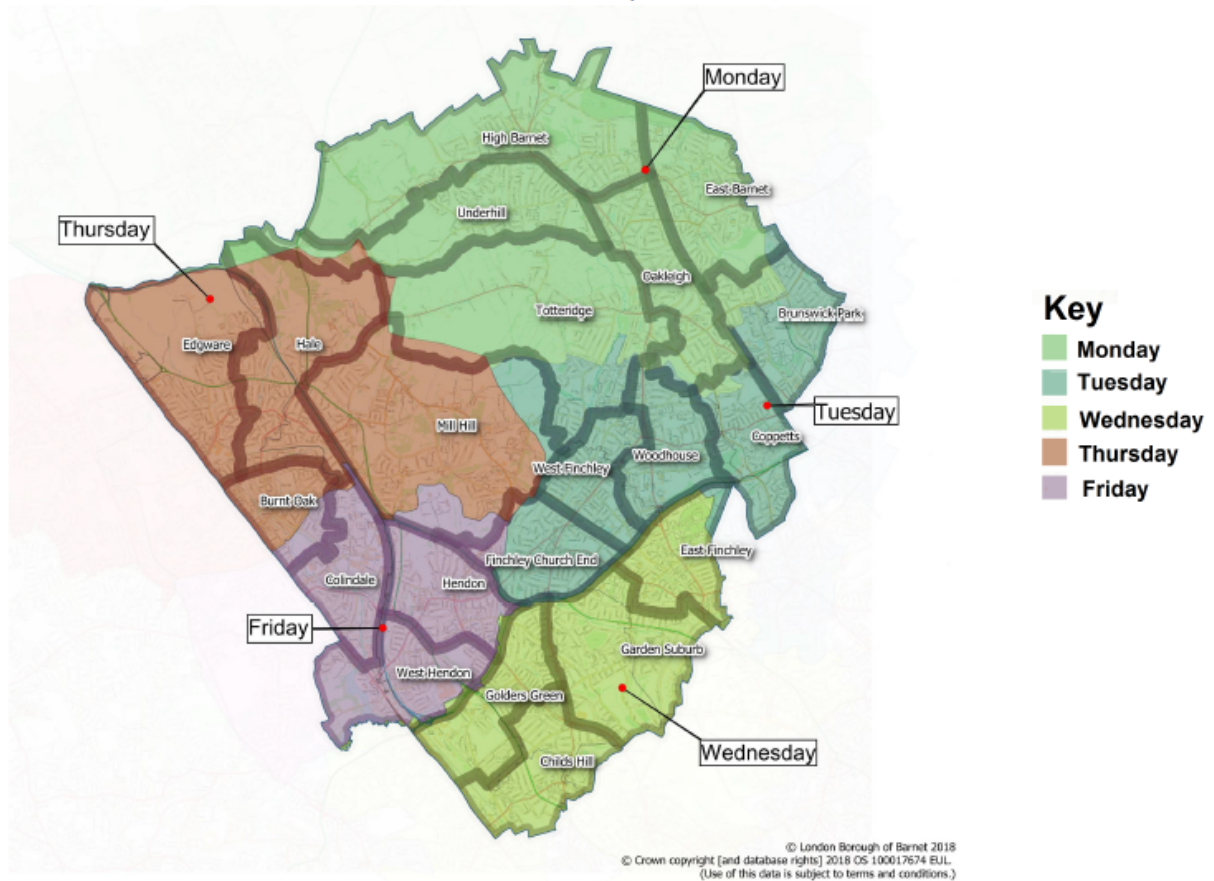 Monday
High Barnet
East Barnet
Underhill
Thursday
Oakleigh
Totteridge
Brunswick Park
Edgware
Hale
Mill Hill
Tuesday
Coppetts
Woodhouse
West Finchley
Burnt Oak
East Finchley
Finchley Church End
Colindale
Hendon
Friday
Garden Suburb
West Hendon
Golders Green
Wednesday
Childs Hill
Key
Monday
Tuesday
Wednesday
Thursday
Friday
© London Borough of Barnet 2018
© Crown copyright [and database rights] 2018 OS 100017674 EUL.
(Use of this data is subject to terms and conditions.)